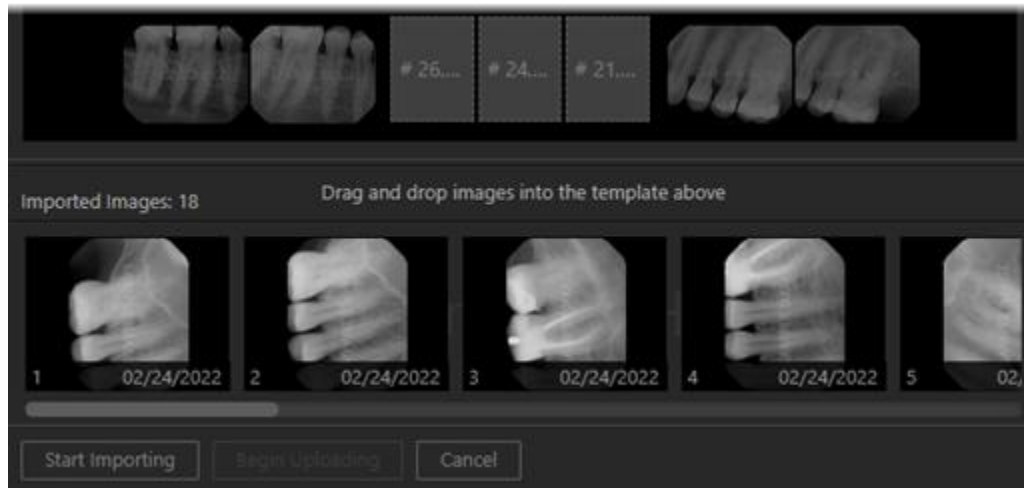 # 26.... # 24.... # 21....
Imported Images: 18 Drag and drop images into the template above
1 02/24/2022 2 02/24/2022 3 02/24/2022 4 02/24/2022 5 02/
Start Importing Begin Uploading Cancel